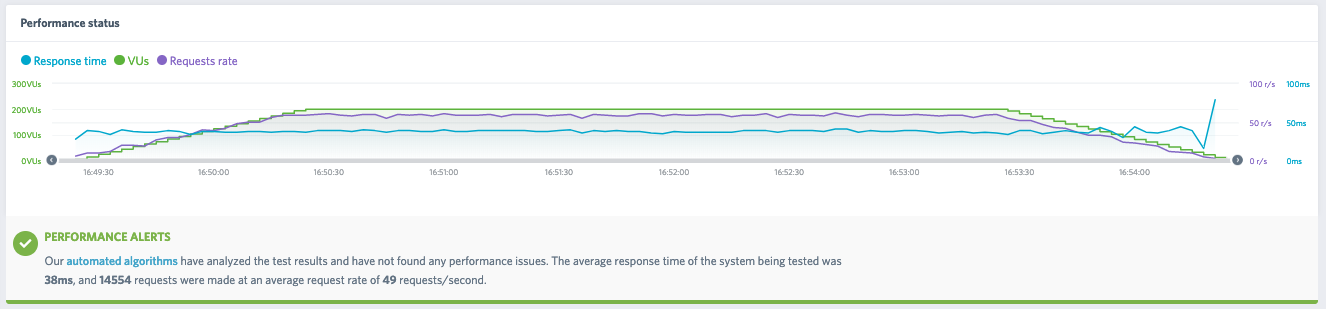 Performance status
Response time VUs Requests rate
300VUs 100 r/s 100ms
200VUs
100VUs 50 r/s 50ms
0VUs 0 r/s 0ms
16:49:30 16:50:00 16:50:30 16:51:00 16:51:30 16:52:00 16:52:30 16:53:00 16:53:30 16:54:00
PERFORMANCE ALERTS
Our automated algorithms have analyzed the test results and have not found any performance issues. The average response time of the system being tested was
38ms, and 14554 requests were made at an average request rate of 49 requests/second.